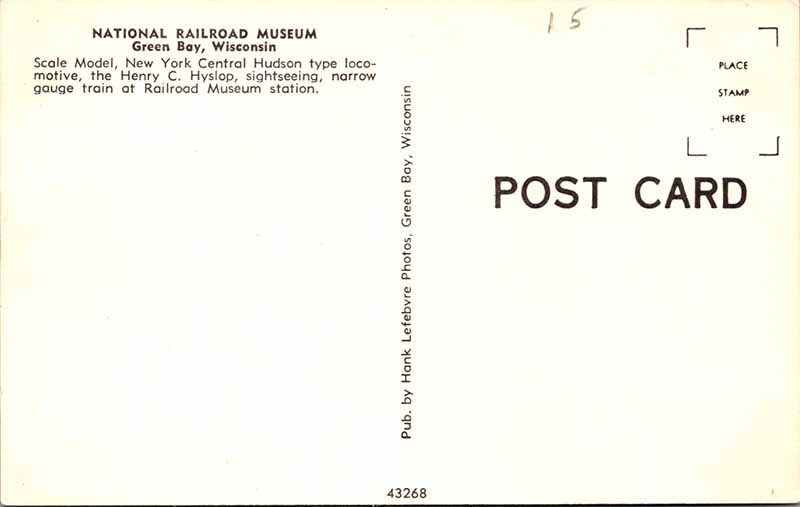 15
NATIONAL RAILROAD MUSEUM
Green Bay, Wisconsin
Scale Model, New York Central Hudson type loco-
motive, the Henry C. Hyslop, sightseeing, narrow
gauge train at Railroad Museum station.
Pub. by Hank Lefebvre Photos, Green Bay, Wisconsin
PLACE
STAMP
HERE
POST CARD
43268